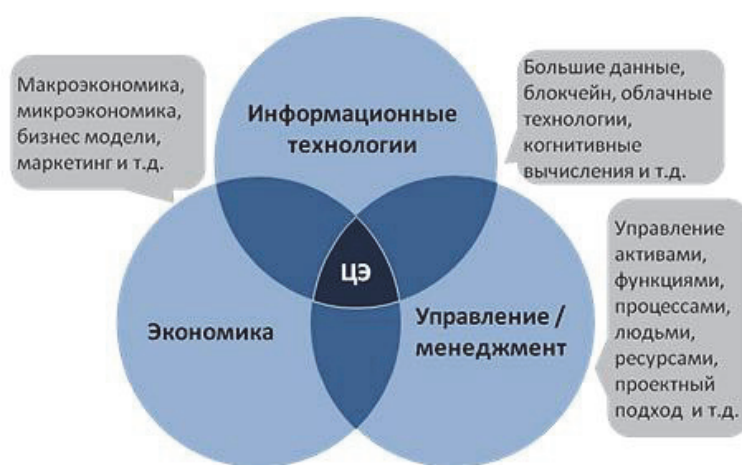 Макроэкономика,
микроэкономика,
бизнес модели,
маркетинг и т.д.
Информационные
технологии
Большие данные,
блокчейн, облачные
технологии,
когнитивные
вычисления и т.д.
ЦЭ
Экономика
Управление /
менеджмент
Управление
активами,
функциями,
процессами,
людьми,
ресурсами,
проектный
подход и т.д.